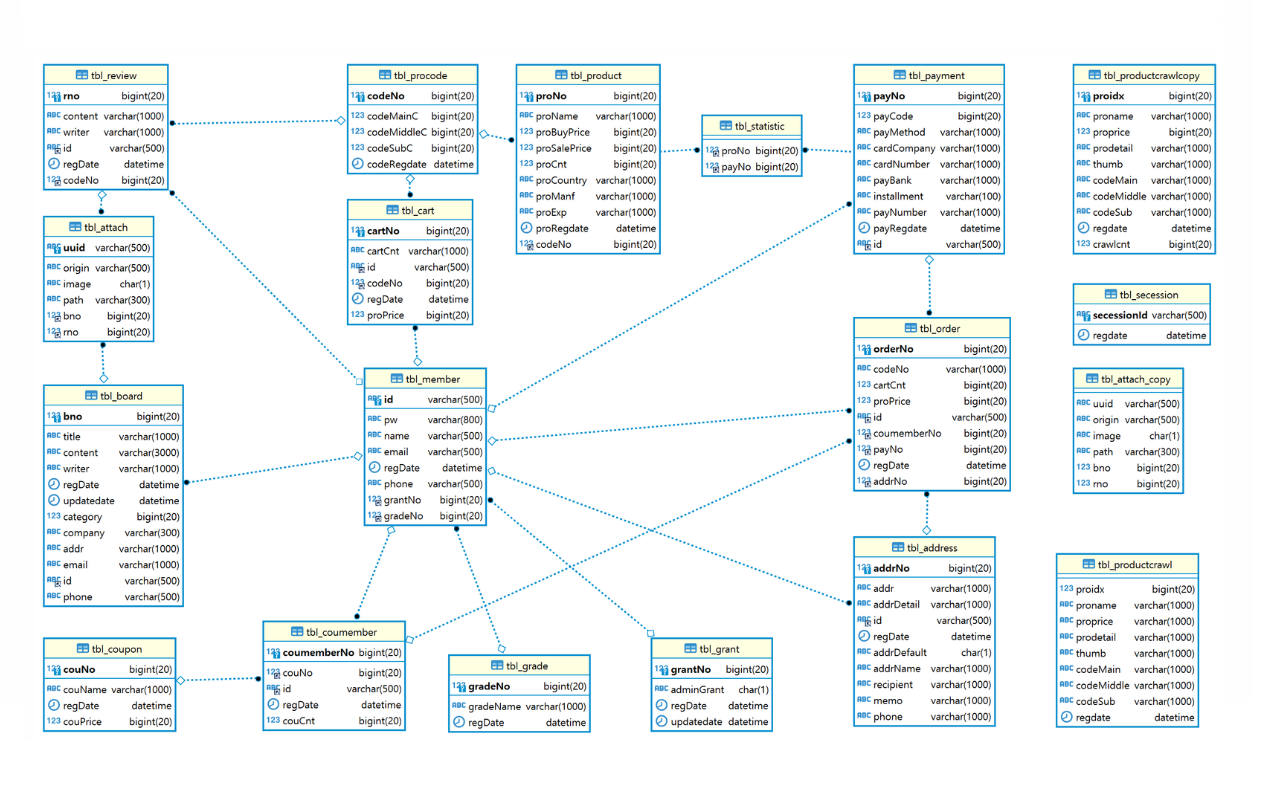 tbl_review
rno bigint(20)
content varchar(1000)
writer varchar(1000)
id varchar(500)
regDate datetime
codeNo bigint(20)
tbl_procode
codeNo bigint(20)
codeMainC bigint(20)
codeMiddleC bigint(20)
codeSubC bigint(20)
codeRegdate datetime
tbl_product
proNo bigint(20)
proName varchar(1000)
proBuyPrice bigint(20)
proSalePrice bigint(20)
proCnt bigint(20)
proCountry varchar(1000)
proManf varchar(1000)
proExp varchar(1000)
proRegdate datetime
codeNo bigint(20)
tbl_statistic
proNo bigint(20)
payNo bigint(20)
tbl_payment
payNo bigint(20)
payCode bigint(20)
payMethod varchar(1000)
cardCompany varchar(1000)
cardNumber varchar(1000)
payBank varchar(1000)
installment varchar(100)
payNumber varchar(1000)
payRegdate datetime
id varchar(500)
tbl_productcrawlcopy
proidx bigint(20)
proname varchar(1000)
proprice bigint(20)
prodetail varchar(1000)
thumb varchar(1000)
codeMain varchar(1000)
codeMiddle varchar(1000)
codeSub varchar(1000)
regdate datetime
crawlcnt bigint(20)
tbl_attach
uuid varchar(500)
origin varchar(500)
image char(1)
path varchar(300)
bno bigint(20)
rno bigint(20)
tbl_cart
cartNo bigint(20)
cartCnt varchar(1000)
id varchar(500)
codeNo bigint(20)
regDate datetime
proPrice bigint(20)
tbl_secession
secessionId varchar(500)
regdate datetime
tbl_order
orderNo bigint(20)
codeNo varchar(1000)
cartCnt bigint(20)
proPrice bigint(20)
id varchar(500)
coumemberNo bigint(20)
payNo bigint(20)
regDate datetime
addrNo bigint(20)
tbl_board
bno bigint(20)
title varchar(1000)
content varchar(3000)
writer varchar(1000)
regDate datetime
updatedate datetime
category bigint(20)
company varchar(300)
addr varchar(1000)
email varchar(1000)
id varchar(500)
phone varchar(500)
tbl_member
id varchar(500)
pw varchar(800)
name varchar(500)
email varchar(500)
regDate datetime
phone varchar(500)
grantNo bigint(20)
gradeNo bigint(20)
tbl_attach_copy
uuid varchar(500)
origin varchar(500)
image char(1)
path varchar(300)
bno bigint(20)
rno bigint(20)
tbl_address
addrNo bigint(20)
addr varchar(1000)
addrDetail varchar(1000)
id varchar(500)
regDate datetime
addrDefault char(1)
addrName varchar(1000)
recipient varchar(1000)
memo varchar(1000)
phone varchar(1000)
tbl_productcrawl
proidx bigint(20)
proname varchar(1000)
proprice varchar(1000)
prodetail varchar(1000)
thumb varchar(1000)
codeMain varchar(1000)
codeMiddle varchar(1000)
codeSub varchar(1000)
regdate datetime
tbl_coupon
couNo bigint(20)
couName varchar(1000)
regDate datetime
couPrice bigint(20)
tbl_coumember
coumemberNo bigint(20)
couNo bigint(20)
id varchar(500)
regDate datetime
couCnt bigint(20)
tbl_grade
gradeNo bigint(20)
gradeName varchar(1000)
regDate datetime
tbl_grant
grantNo bigint(20)
adminGrant char(1)
regDate datetime
updatedate datetime